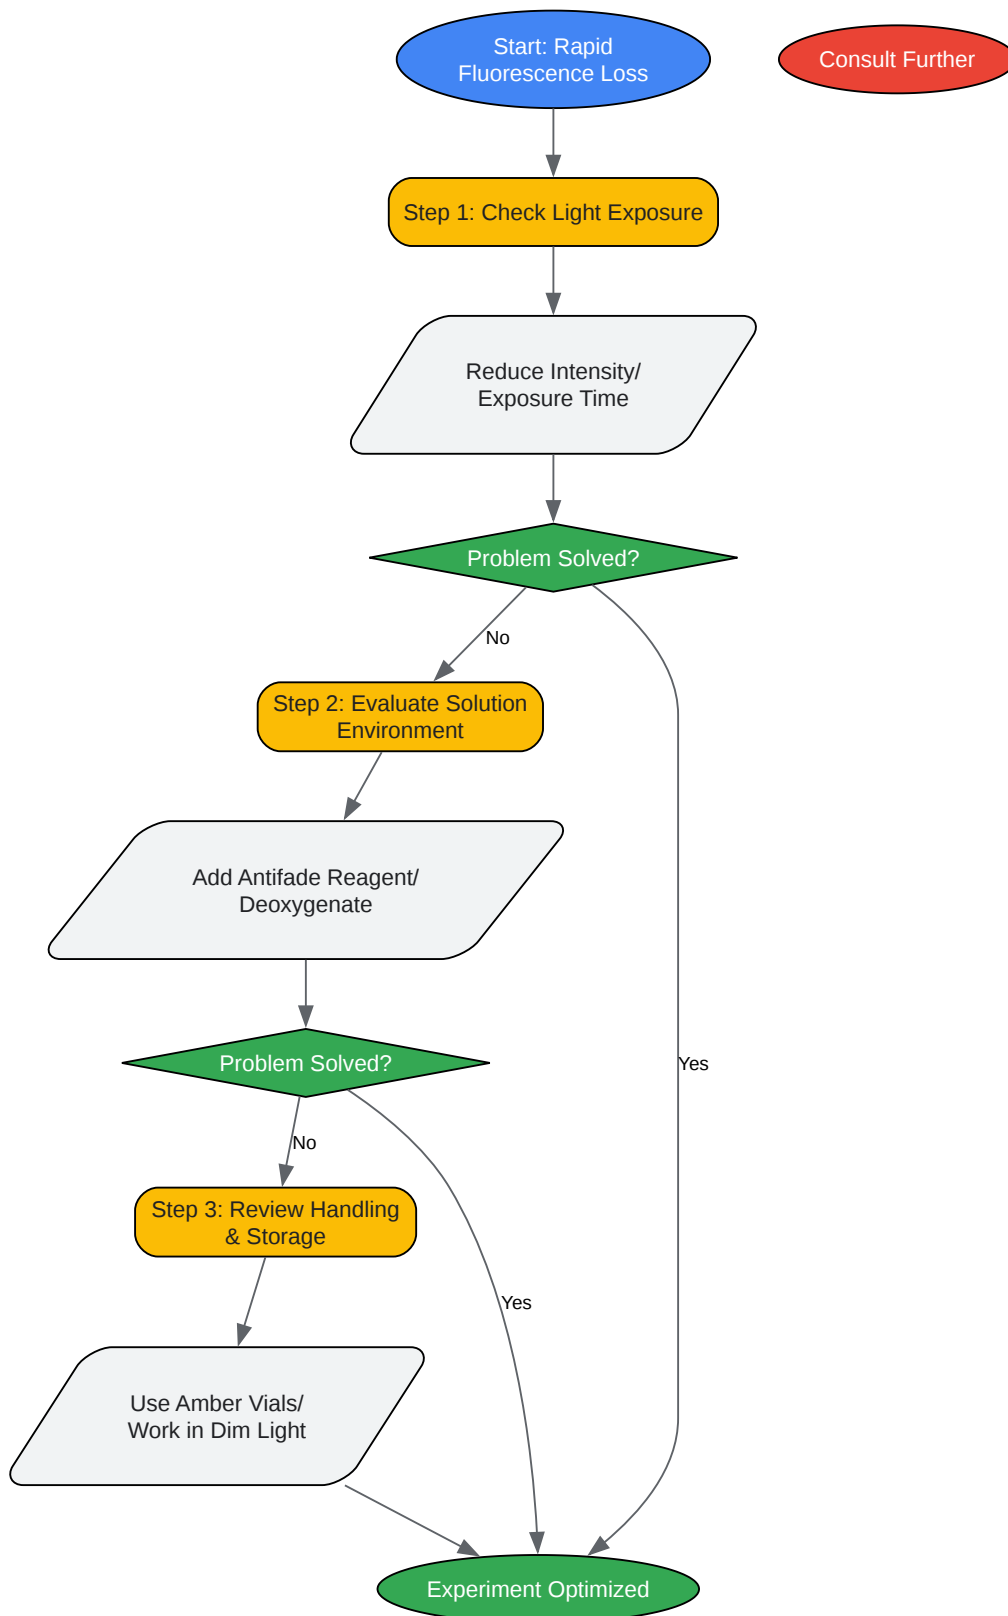 Start: Rapid
Fluorescence Loss
Consult Further
Step 1: Check Light Exposure
Reduce Intensity/
Exposure Time
Problem Solved?
No
Step 2: Evaluate Solution
Environment
Add Antifade Reagent/
Deoxygenate
Problem Solved?
Yes
No
Step 3: Review Handling
& Storage
Yes
Use Amber Vials/
Work in Dim Light
Experiment Optimized